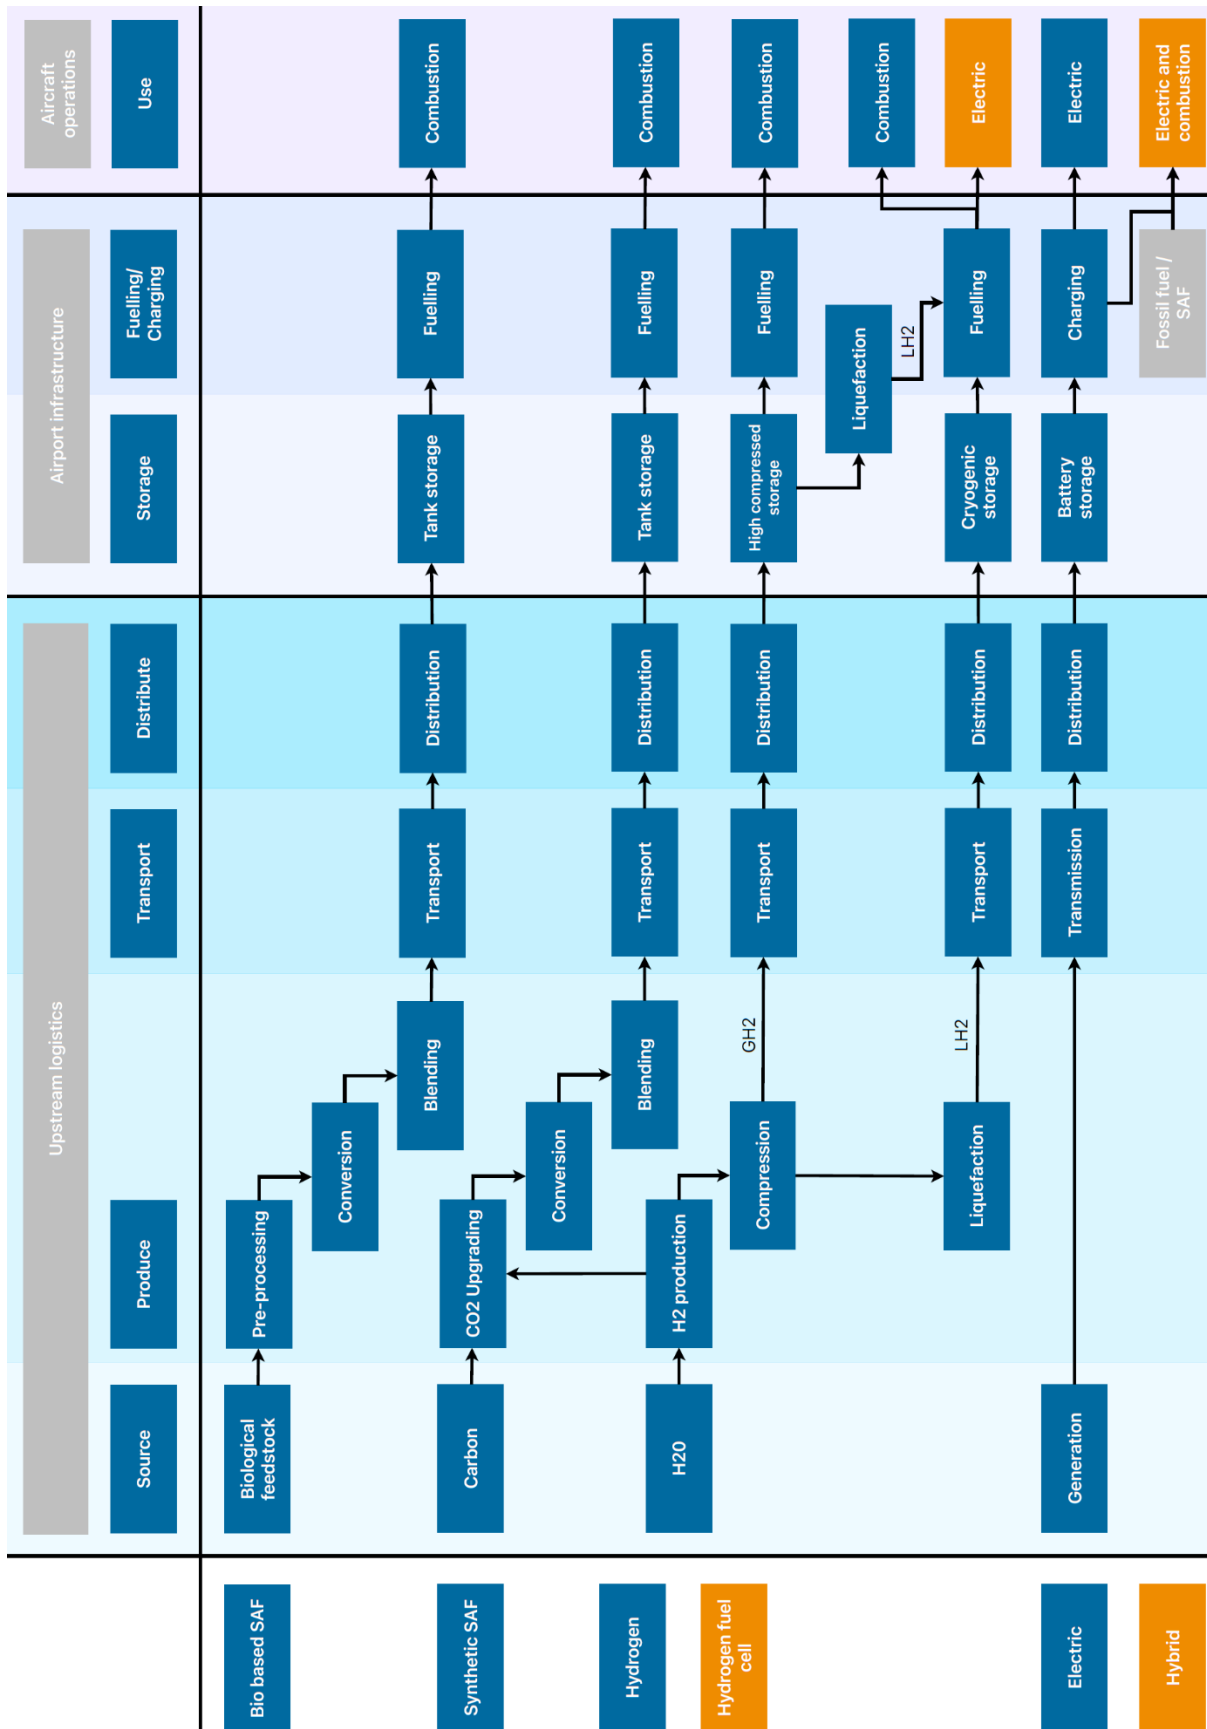 Upstream logistics
Airport infrastructure
Aircraft
operations
Source
Produce
Transport
Distribute
Storage
Fuelling/
Charging
Use
Bio based SAF
Biological
feedstock
Pre-processing
Conversion
Blending
Transport
Distribution
Tank storage
Fuelling
Combustion
Synthetic SAF
Carbon
CO2 Upgrading
Conversion
Blending
Transport
Distribution
Tank storage
Fuelling
Combustion
Hydrogen
H20
H2 production
Compression
GH2
Transport
Distribution
High compressed
storage
Fuelling
Combustion
Hydrogen fuel
cell
Liquefaction
LH2
Combustion
Liquefaction
LH2
Transport
Distribution
Cryogenic
storage
Fuelling
Electric
Electric
Generation
Transmission
Distribution
Battery
storage
Charging
Electric
Hybrid
Fossil fuel /
SAF
Electric and
combustion